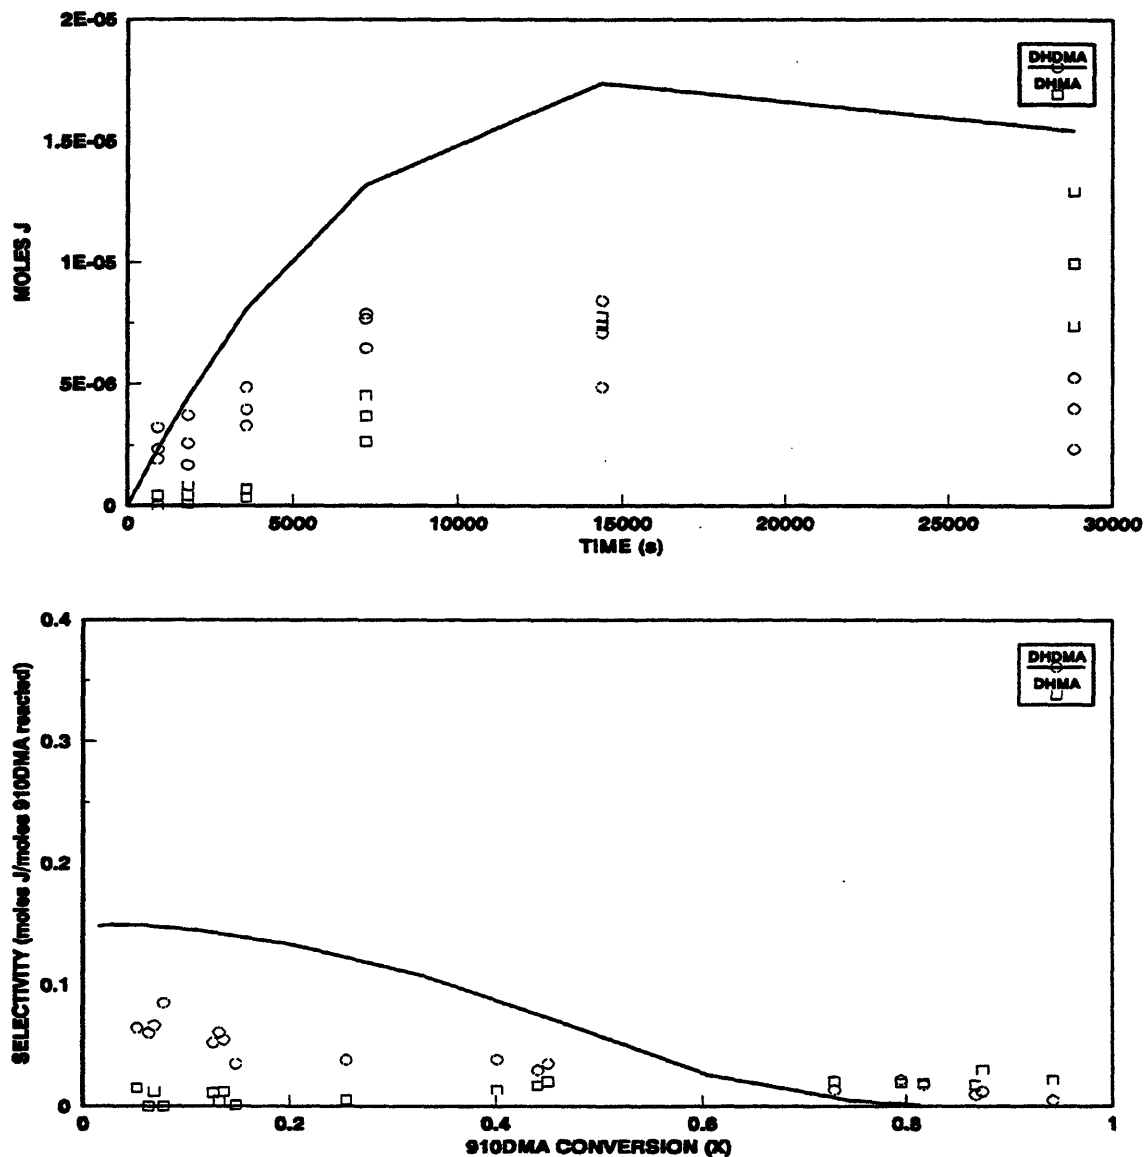 2E-05
DHDMA
DHMA
1.5E-05
MOLES J
1E-05
5E-06
0
0 5000 10000 15000 20000 25000 30000
TIME (s)
0.4
DHDMA
DHMA
0.3
SELECTIVITY (moles J/moles 910DMA reacted)
0.2
0.1
0
0 0.2 0.4 0.6 0.8 1
910DMA CONVERSION (X)